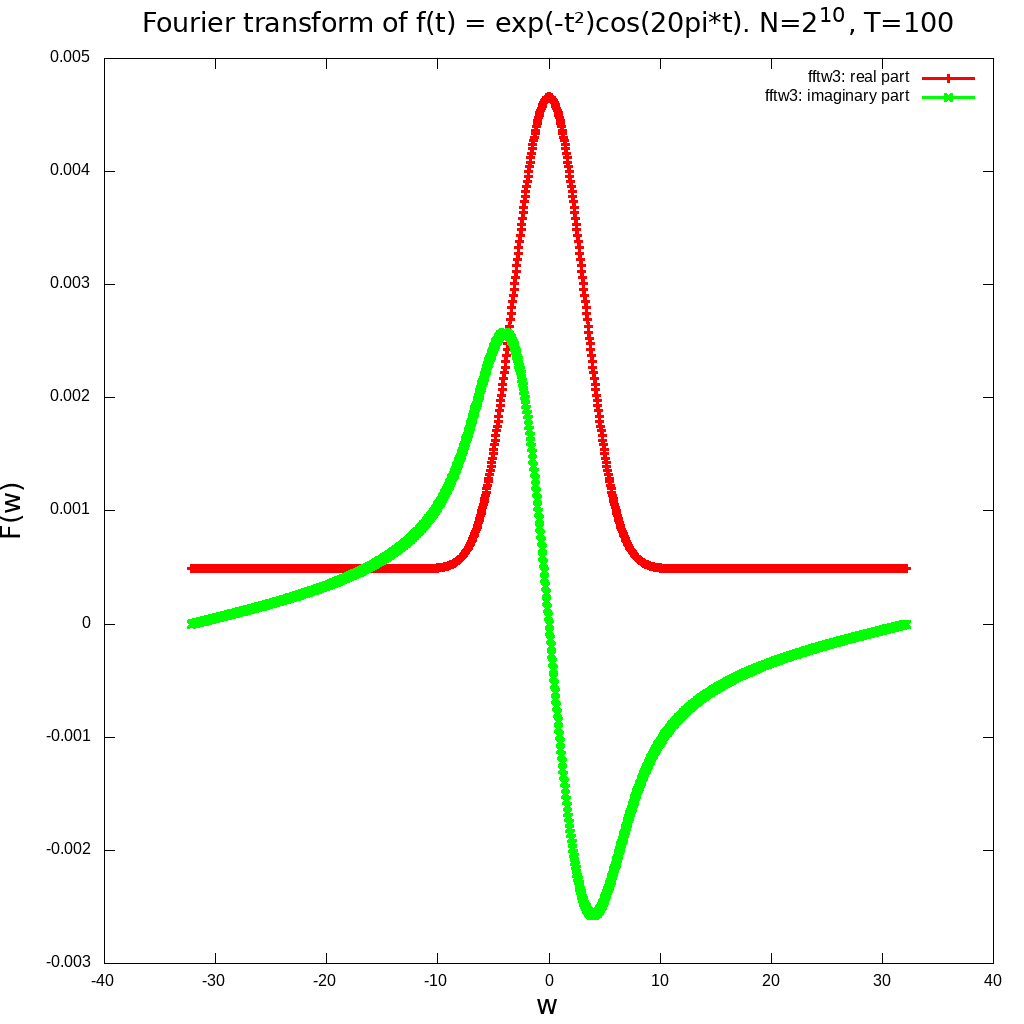 Fourier transform of f(t) = exp(-t²)cos(20pi*t). N=2¹⁰, T=100
fftw3: real part
fftw3: imaginary part
0.005
0.004
0.003
0.002
0.001
0
-0.001
-0.002
-0.003
F(w)
-40 -30 -20 -10 0 10 20 30 40
w